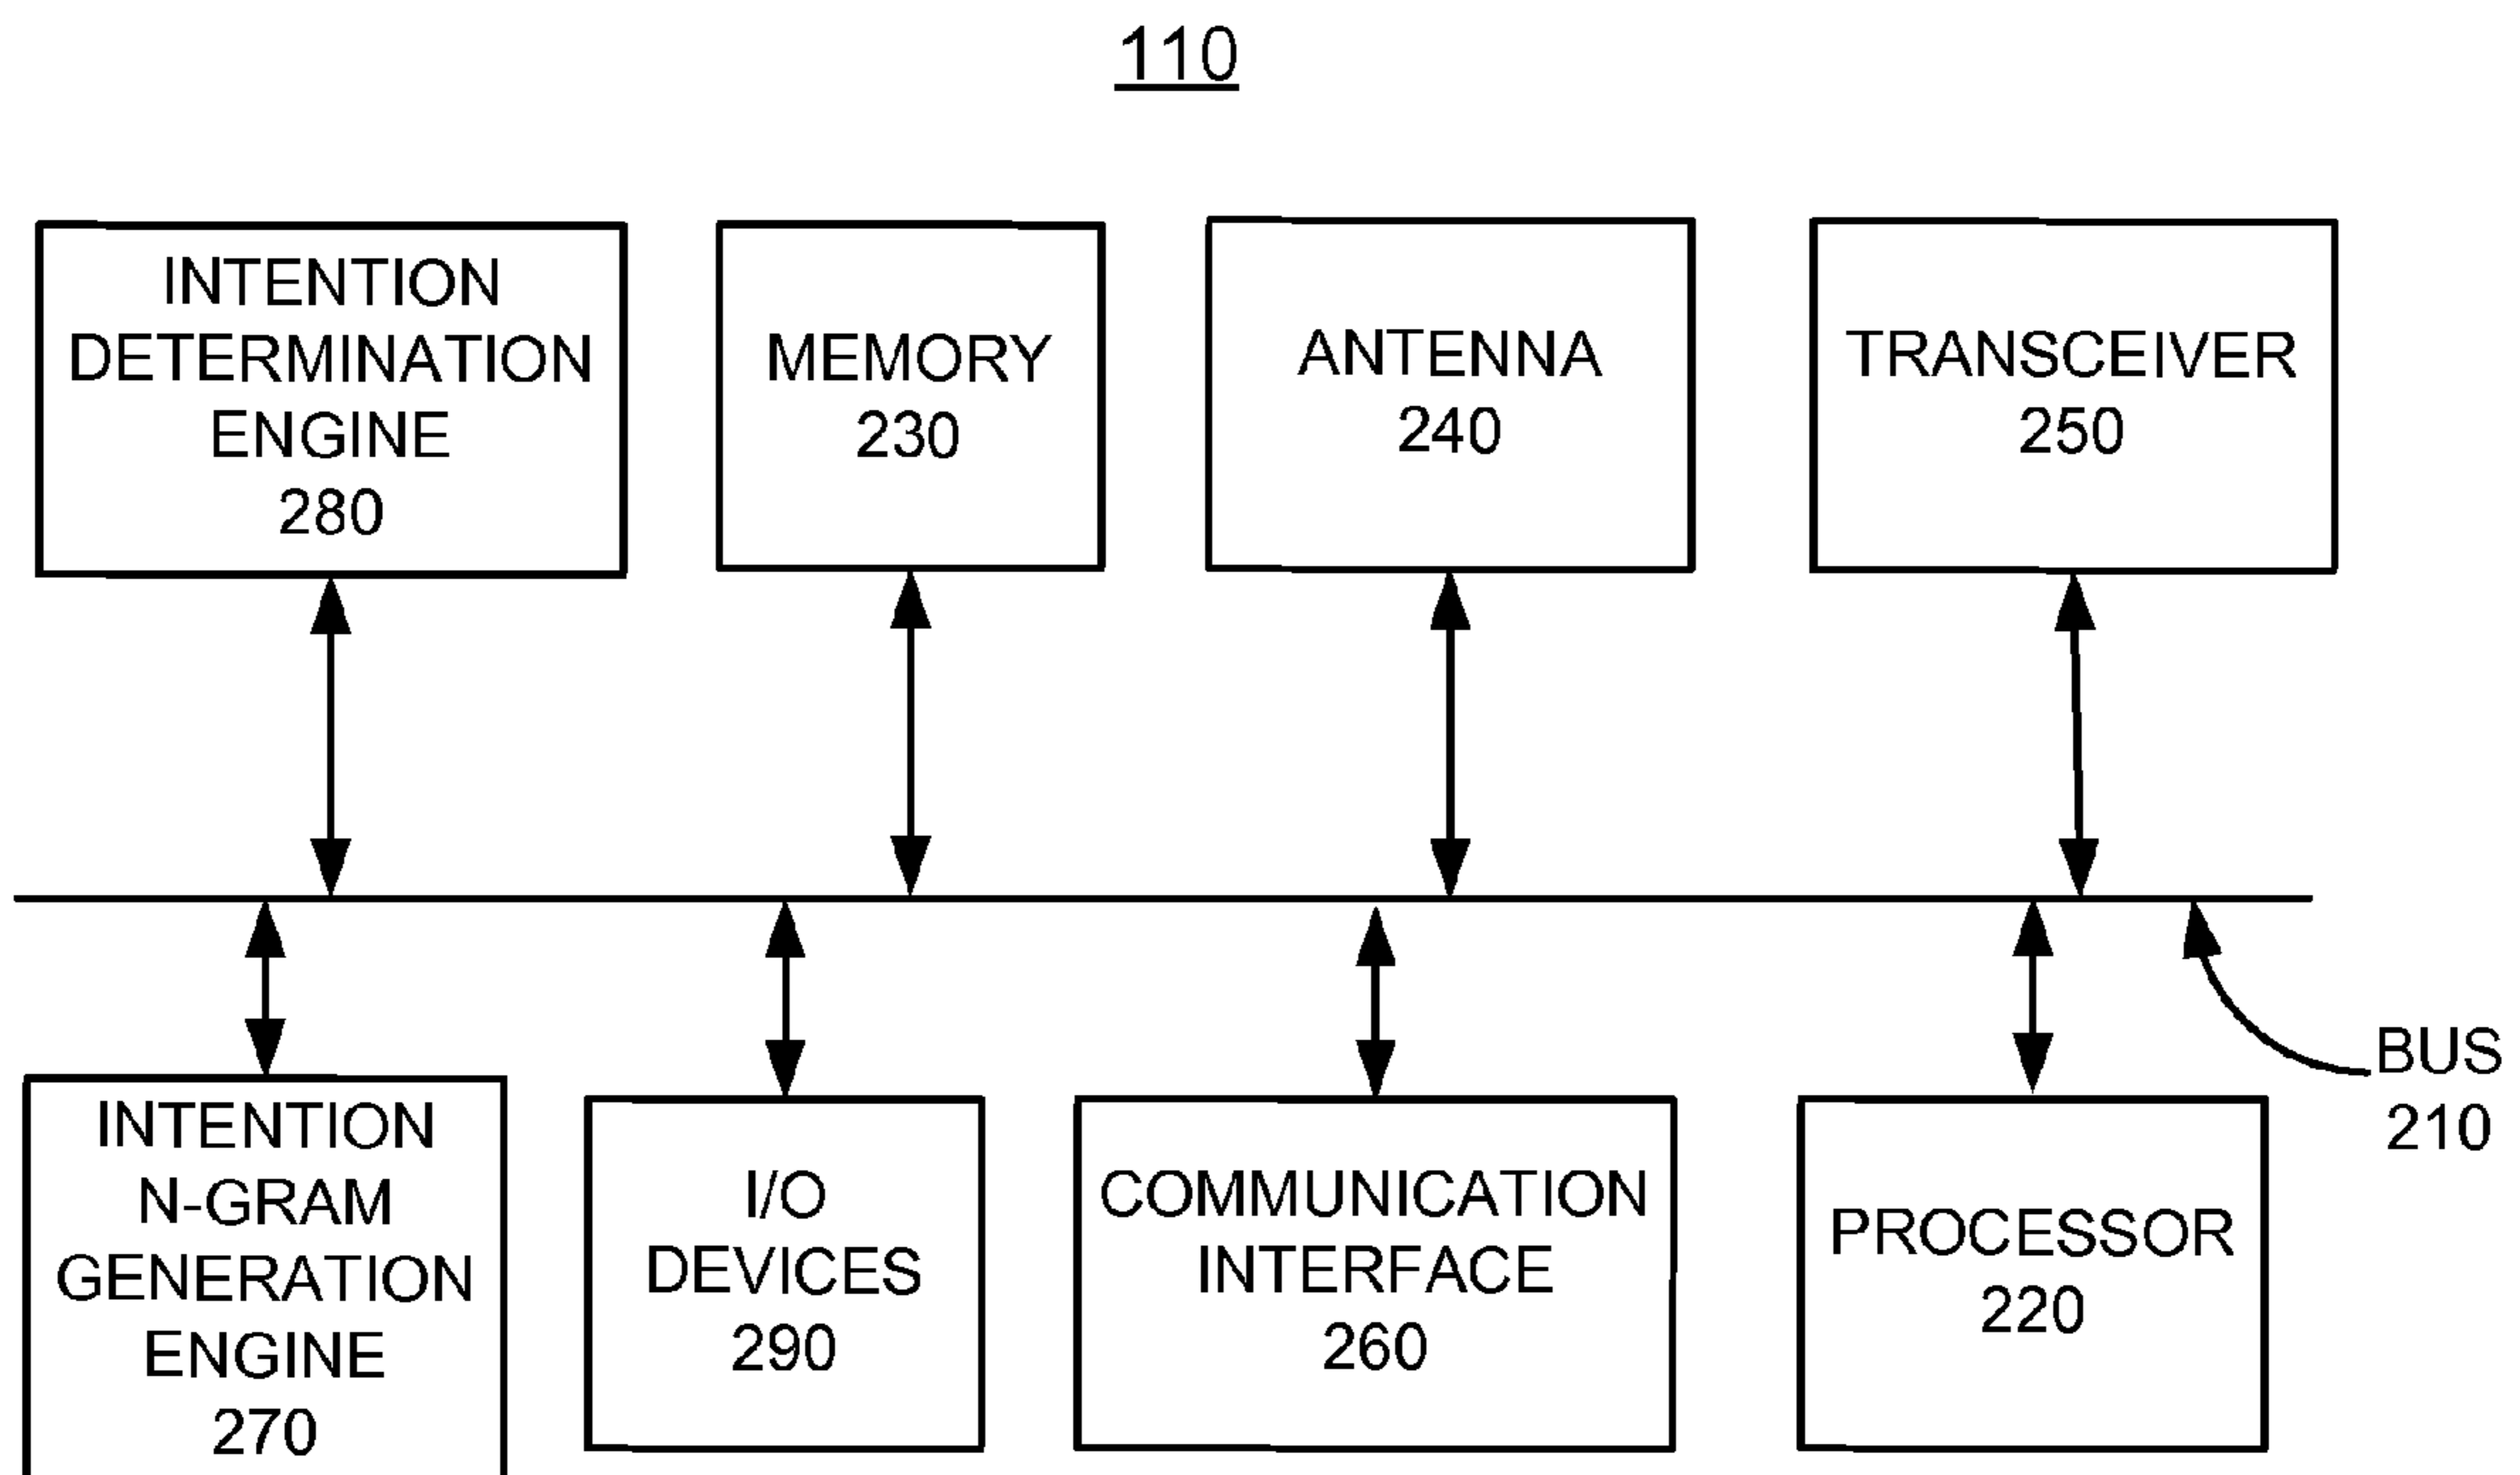 110
INTENTION
DETERMINATION
ENGINE
280
MEMORY
230
ANTENNA
240
TRANSCEIVER
250
INTENTION
N-GRAM
GENERATION
ENGINE
270
I/O
DEVICES
290
COMMUNICATION
INTERFACE
260
PROCESSOR
220
BUS
210